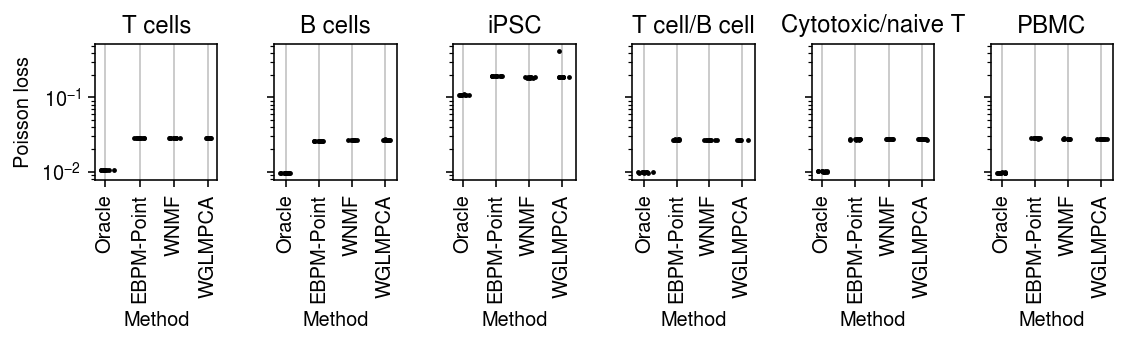 T cells
B cells
iPSC
T cell/B cell
Cytotoxic/naive T
PBMC
Poisson loss
10⁻¹
10⁻²
Oracle
EBPM-Point
WNMF
WGLMPCA
Method
Oracle
EBPM-Point
WNMF
WGLMPCA
Method
Oracle
EBPM-Point
WNMF
WGLMPCA
Method
Oracle
EBPM-Point
WNMF
WGLMPCA
Method
Oracle
EBPM-Point
WNMF
WGLMPCA
Method
Oracle
EBPM-Point
WNMF
WGLMPCA
Method